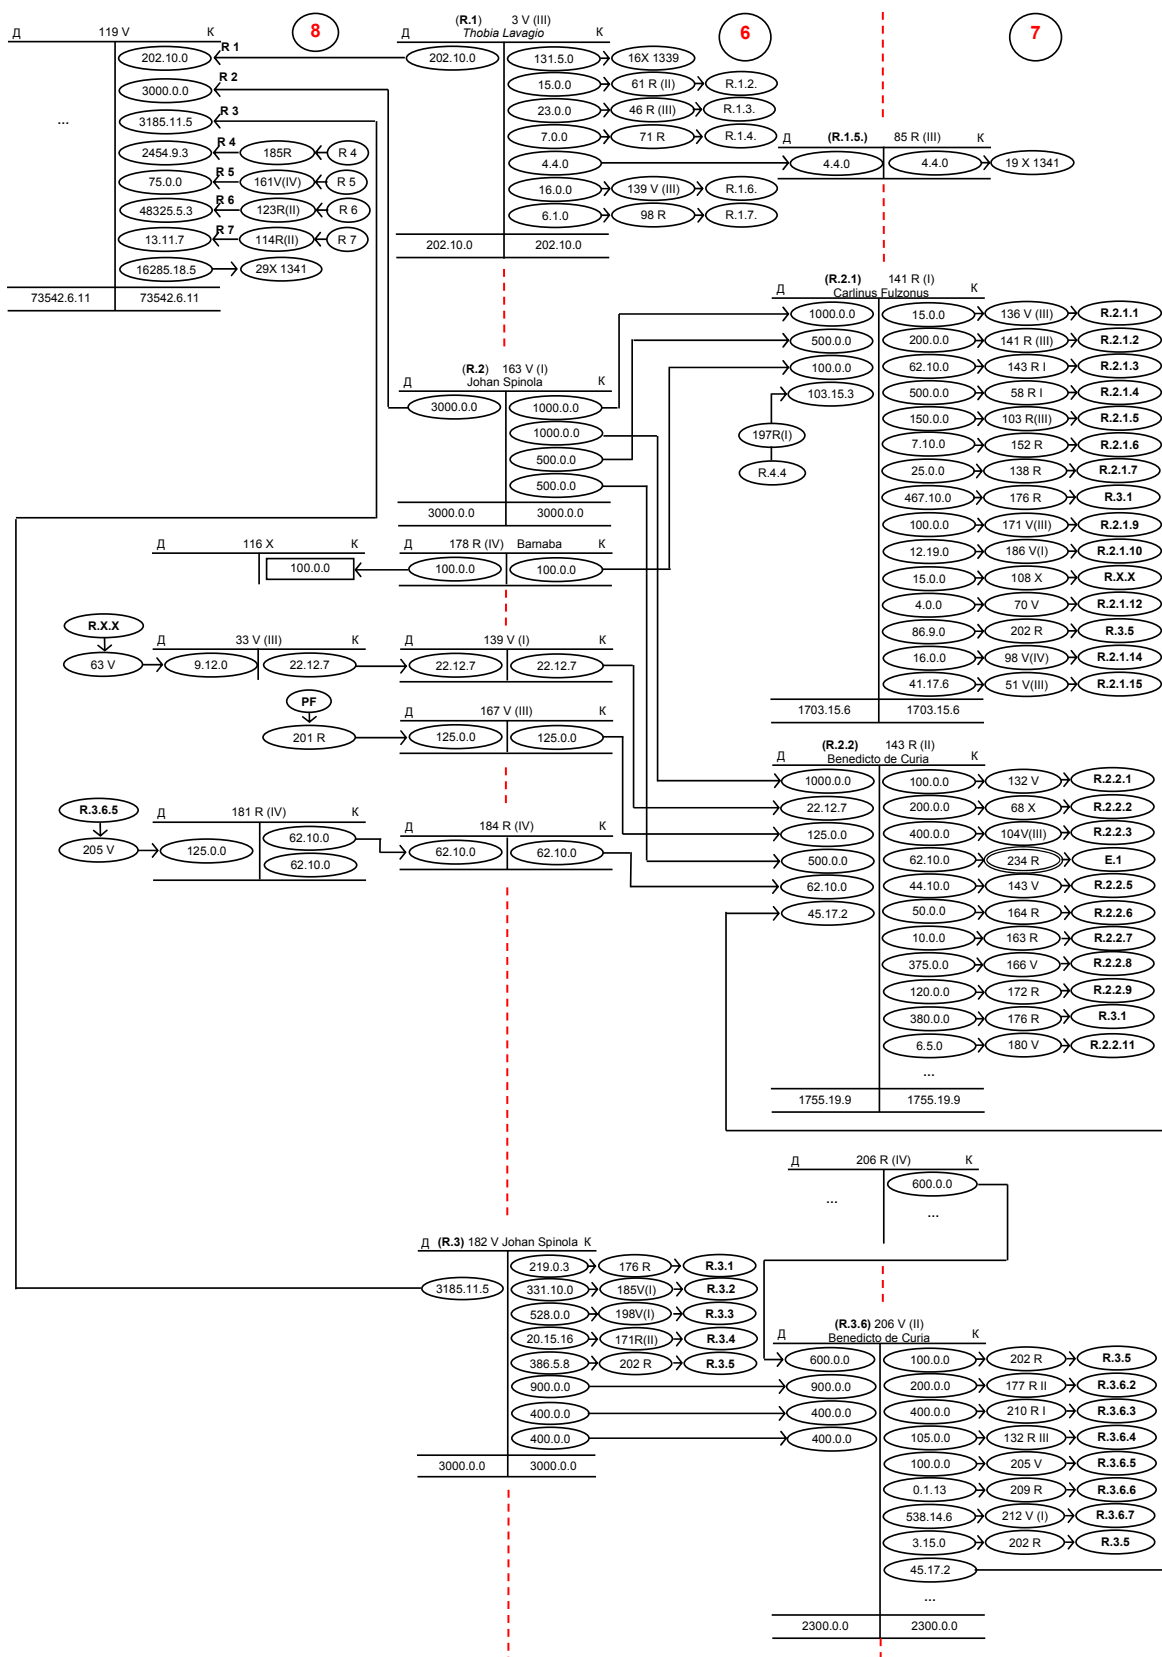 8
6
7
Д 119 V К
202.10.0
R 1
3000.0.0
R 2
...
3185.11.5
R 3
2454.9.3
R 4
185R
R 4
75.0.0
R 5
161V(IV)
R 5
48325.5.3
R 6
123R(II)
R 6
13.11.7
R 7
114R(II)
R 7
16285.18.5
29X 1341
73542.6.11
73542.6.11
(R.1) 3 V (III)
Д Thobia Lavagio К
202.10.0
131.5.0
16X 1339
15.0.0
61 R (II)
R.1.2.
23.0.0
46 R (III)
R.1.3.
7.0.0
71 R
R.1.4.
4.4.0
16.0.0
139 V (III)
R.1.6.
6.1.0
98 R
R.1.7.
202.10.0
202.10.0
Д (R.1.5.) 85 R (III) К
4.4.0
4.4.0
19 X 1341
(R.2.1) 141 R (I)
Д Carlinus Fulzonus К
1000.0.0
15.0.0
136 V (III)
R.2.1.1
500.0.0
200.0.0
141 R (III)
R.2.1.2
100.0.0
62.10.0
143 R I
R.2.1.3
103.15.3
500.0.0
58 R I
R.2.1.4
150.0.0
103 R(III)
R.2.1.5
197R(I)
7.10.0
152 R
R.2.1.6
R.4.4
25.0.0
138 R
R.2.1.7
467.10.0
176 R
R.3.1
100.0.0
171 V(III)
R.2.1.9
12.19.0
186 V(I)
R.2.1.10
15.0.0
108 X
R.X.X
4.0.0
70 V
R.2.1.12
86.9.0
202 R
R.3.5
16.0.0
98 V(IV)
R.2.1.14
41.17.6
51 V(III)
R.2.1.15
1703.15.6
1703.15.6
(R.2) 163 V (I)
Д Johan Spinola К
3000.0.0
1000.0.0
1000.0.0
500.0.0
500.0.0
3000.0.0
3000.0.0
Д 116 X К
100.0.0
Д 178 R (IV) Barnaba К
100.0.0
100.0.0
R.X.X
63 V
Д 33 V (III) К
9.12.0
22.12.7
Д 139 V (I) К
22.12.7
22.12.7
PF
201 R
Д 167 V (III) К
125.0.0
125.0.0
R.3.6.5
205 V
Д 181 R (IV) К
125.0.0
62.10.0
62.10.0
Д 184 R (IV) К
62.10.0
62.10.0
(R.2.2) 143 R (II)
Д Benedicto de Curia К
1000.0.0
100.0.0
132 V
R.2.2.1
22.12.7
200.0.0
68 X
R.2.2.2
125.0.0
400.0.0
104V(III)
R.2.2.3
500.0.0
62.10.0
234 R
E.1
62.10.0
44.10.0
143 V
R.2.2.5
45.17.2
50.0.0
164 R
R.2.2.6
10.0.0
163 R
R.2.2.7
375.0.0
166 V
R.2.2.8
120.0.0
172 R
R.2.2.9
380.0.0
176 R
R.3.1
6.5.0
180 V
R.2.2.11
...
1755.19.9
1755.19.9
Д 206 R (IV) К
...
600.0.0
...
Д (R.3) 182 V Johan Spinola К
3185.11.5
219.0.3
176 R
R.3.1
331.10.0
185V(I)
R.3.2
528.0.0
198V(I)
R.3.3
20.15.16
171R(II)
R.3.4
386.5.8
202 R
R.3.5
900.0.0
400.0.0
400.0.0
3000.0.0
3000.0.0
(R.3.6) 206 V (II)
Д Benedicto de Curia К
600.0.0
100.0.0
202 R
R.3.5
900.0.0
200.0.0
177 R II
R.3.6.2
400.0.0
400.0.0
210 R I
R.3.6.3
400.0.0
105.0.0
132 R III
R.3.6.4
100.0.0
205 V
R.3.6.5
0.1.13
209 R
R.3.6.6
538.14.6
212 V (I)
R.3.6.7
3.15.0
202 R
R.3.5
45.17.2
...
2300.0.0
2300.0.0